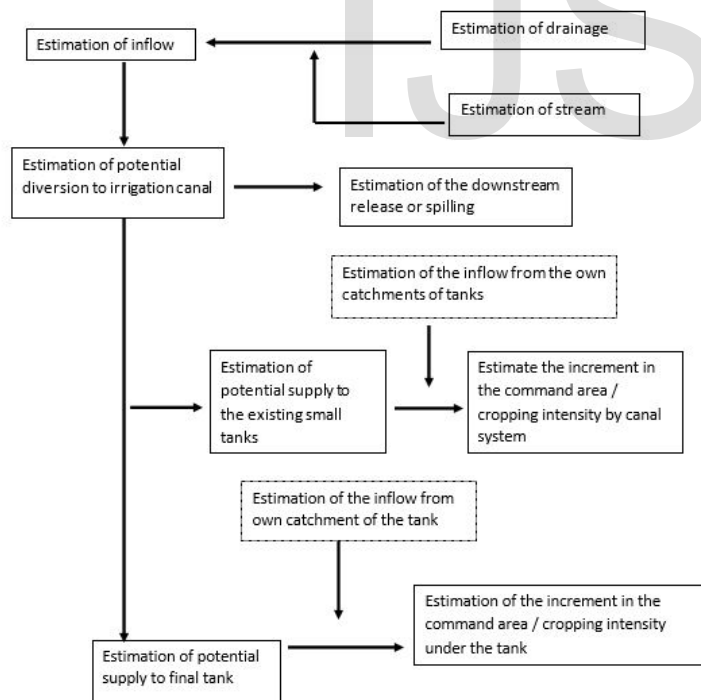 IJS
Estimation of inflow
Estimation of drainage
Estimation of stream
Estimation of potential
diversion to irrigation canal
Estimation of the downstream
release or spilling
Estimation of the inflow from the own
catchments of tanks
Estimation of
potential supply to
the existing small
tanks
Estimate the increment in
the command area /
cropping intensity by canal
system
Estimation of the inflow from
own catchment of the tank
Estimation of the increment in the
command area / cropping intensity
under the tank
Estimation of potential
supply to final tank